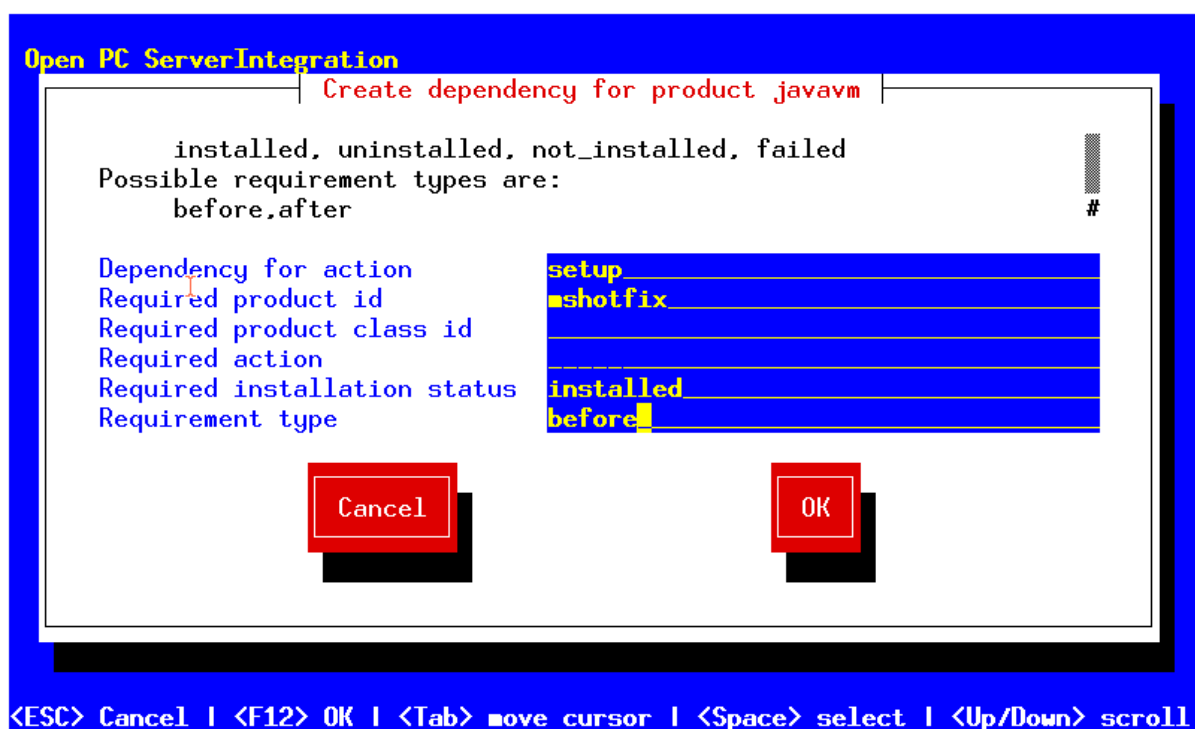 Open PC ServerIntegration
Create dependency for product javavm
installed, uninstalled, not_installed, failed
Possible requirement types are:
before,after
#
Dependency for action setup
Required product id mshotfix
Required product class id
Required action
Required installation status installed
Requirement type before
Cancel OK
<ESC> Cancel | <F12> OK | <Tab> move cursor | <Space> select | <Up/Down> scroll